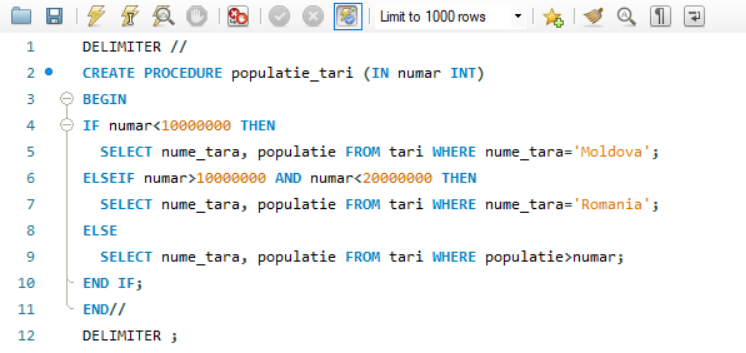 Limit to 1000 rows
1 DELIMITER //
2 CREATE PROCEDURE populatie_tari (IN numar INT)
3 BEGIN
4 IF numar<10000000 THEN
5 SELECT nume_tara, populatie FROM tari WHERE nume_tara='Moldova';
6 ELSEIF numar>10000000 AND numar<20000000 THEN
7 SELECT nume_tara, populatie FROM tari WHERE nume_tara='Romania';
8 ELSE
9 SELECT nume_tara, populatie FROM tari WHERE populatie>numar;
10 END IF;
11 END//
12 DELIMITER ;